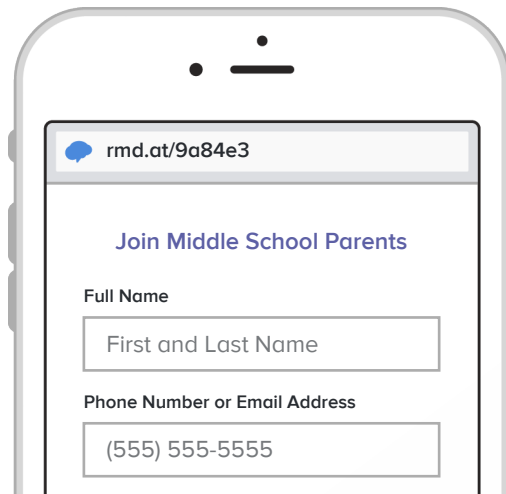 rmd.at/9a84e3
Join Middle School Parents
Full Name
First and Last Name
Phone Number or Email Address
(555) 555-5555